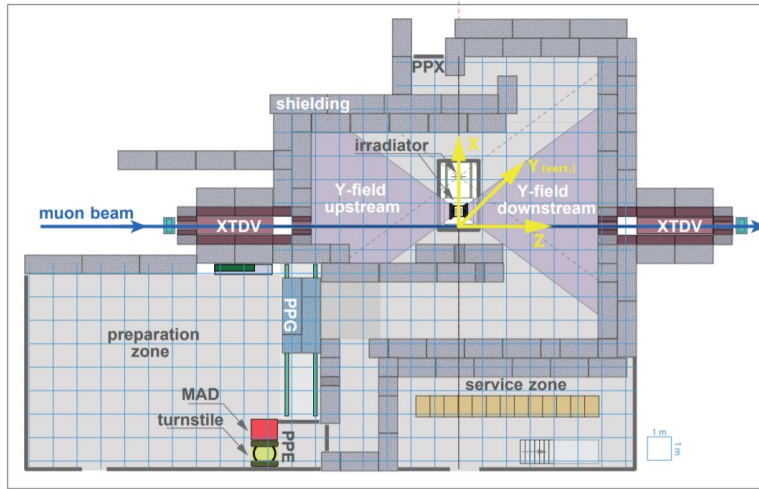 PPX
shielding
irradiator
X
Y (vert.)
Y-field
upstream
Y-field
downstream
muon beam
XTDV
Z
XTDV
PPG
preparation
zone
MAD
turnstile
PPE
service zone
1 m
1 m